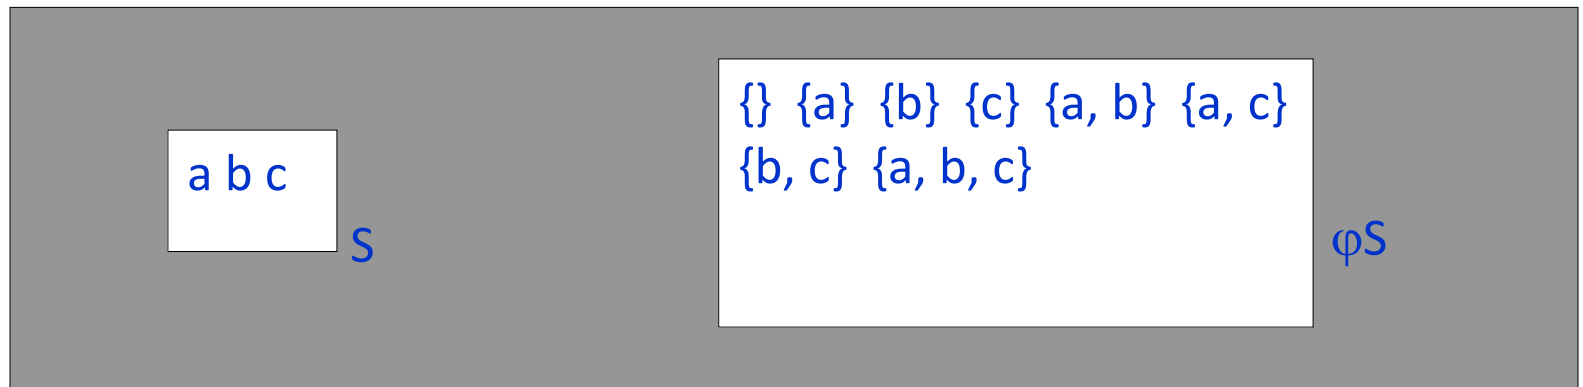 a b c
S
{} {a} {b} {c} {a, b} {a, c}
{b, c} {a, b, c}
φS